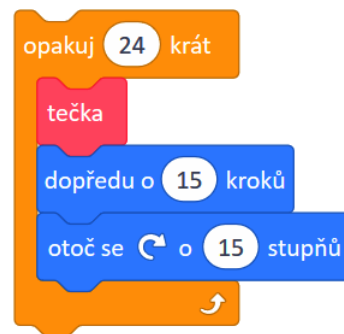 opakuj 24 krát
tečka
dopředu o 15 kroků
otoč se o 15 stupňů